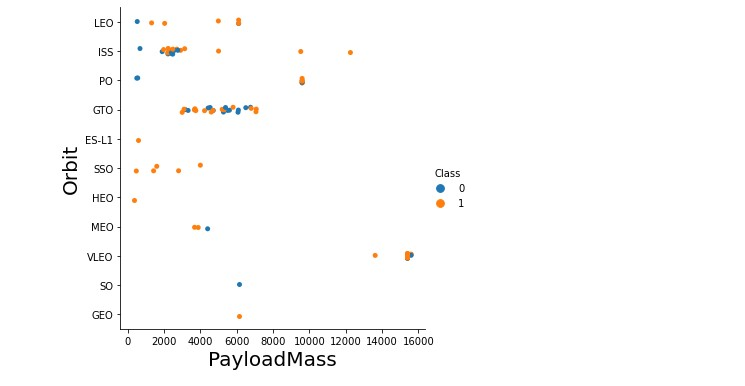 LEO
ISS
PO
GTO
ES-L1
SSO
HEO
MEO
VLEO
SO
GEO
Orbit
0 2000 4000 6000 8000 10000 12000 14000 16000
PayloadMass
Class
0
1